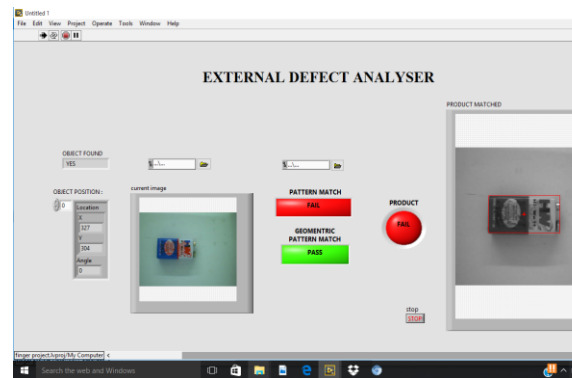 Untitled 1
File Edit View Project Operate Tools Window Help
EXTERNAL DEFECT ANALYSER
PRODUCT MATCHED
OBJECT FOUND
YES
OBJECT POSITION :
0
Location
X
327
Y
304
Angle
0
current image
PATTERN MATCH
FAIL
GEOMENTRIC
PATTERN MATCH
PASS
PRODUCT
FAIL
stop
STOP
finger project.lvproj/My Computer
Search the web and Windows